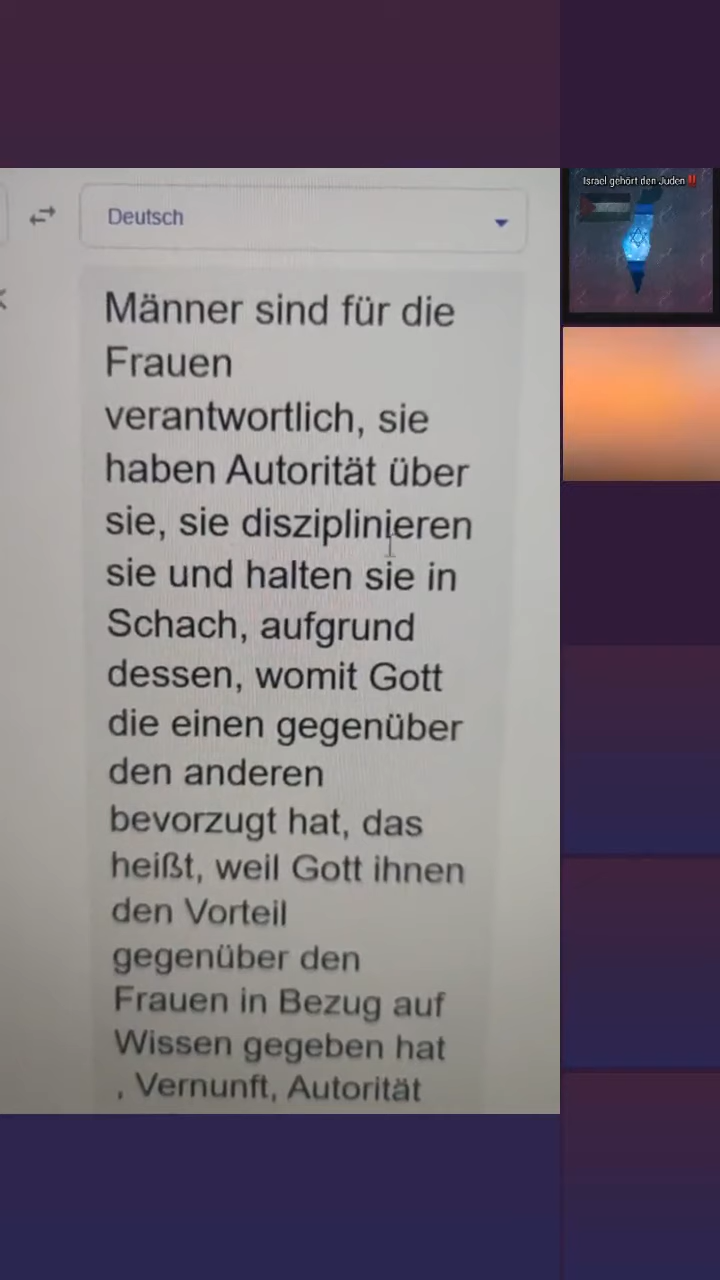 Deutsch
Männer sind für die
Frauen
verantwortlich, sie
haben Autorität über
sie, sie disziplinieren
sie und halten sie in
Schach, aufgrund
dessen, womit Gott
die einen gegenüber
den anderen
bevorzugt hat, das
heißt, weil Gott ihnen
den Vorteil
gegenüber den
Frauen in Bezug auf
Wissen gegeben hat
, Vernunft, Autorität
Israel gehört den Juden‼️